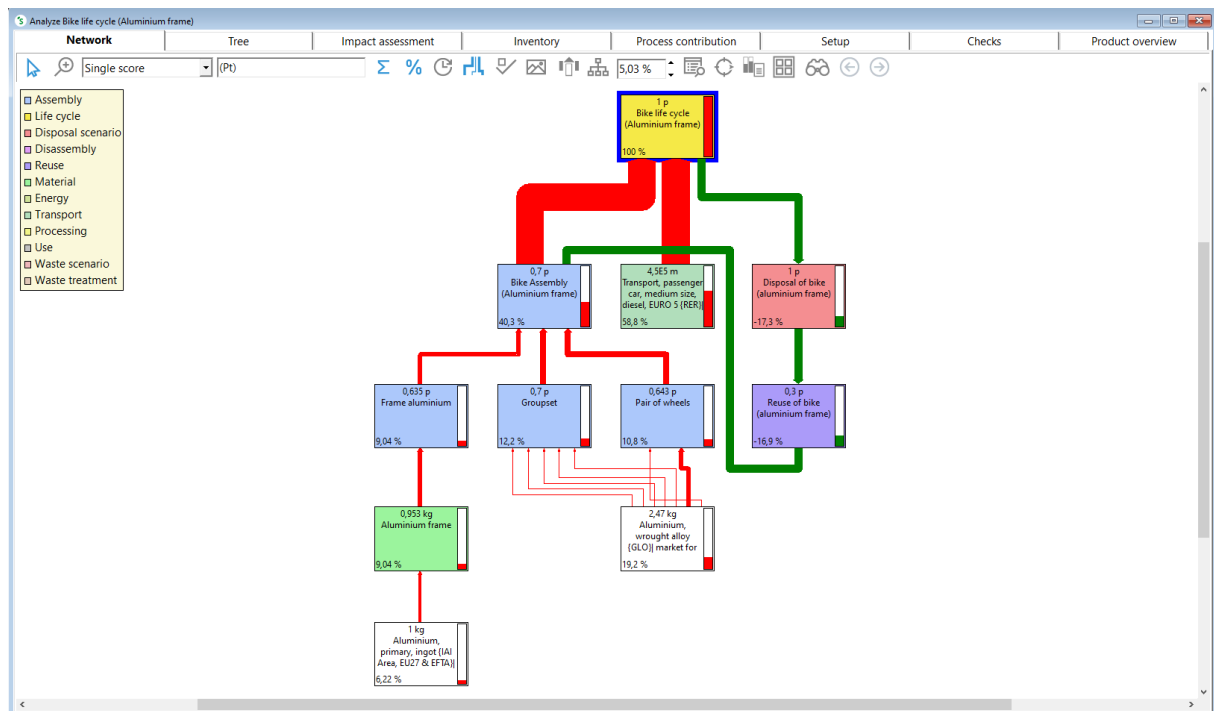 Analyze Bike life cycle (Aluminium frame)
Network
Tree
Impact assessment
Inventory
Process contribution
Setup
Checks
Product overview
Single score
(Pt)
Σ
%
5,03 %
Assembly
Life cycle
Disposal scenario
Disassembly
Reuse
Material
Energy
Transport
Processing
Use
Waste scenario
Waste treatment
1 p
Bike life cycle
(Aluminium frame)
100 %
0,7 p
Bike Assembly
(Aluminium frame)
40,3 %
4,5E5 m
Transport, passenger
car, medium size,
diesel, EURO 5 {RER}|
58,8 %
1 p
Disposal of bike
(aluminium frame)
-17,3 %
0,635 p
Frame aluminium
9,04 %
0,7 p
Groupset
12,2 %
0,643 p
Pair of wheels
10,8 %
0,3 p
Reuse of bike
(aluminium frame)
-16,9 %
0,953 kg
Aluminium frame
9,04 %
2,47 kg
Aluminium,
wrought alloy
{GLO}| market for
19,2 %
1 kg
Aluminium,
primary, ingot {IAI
Area, EU27 & EFTA}|
6,22 %